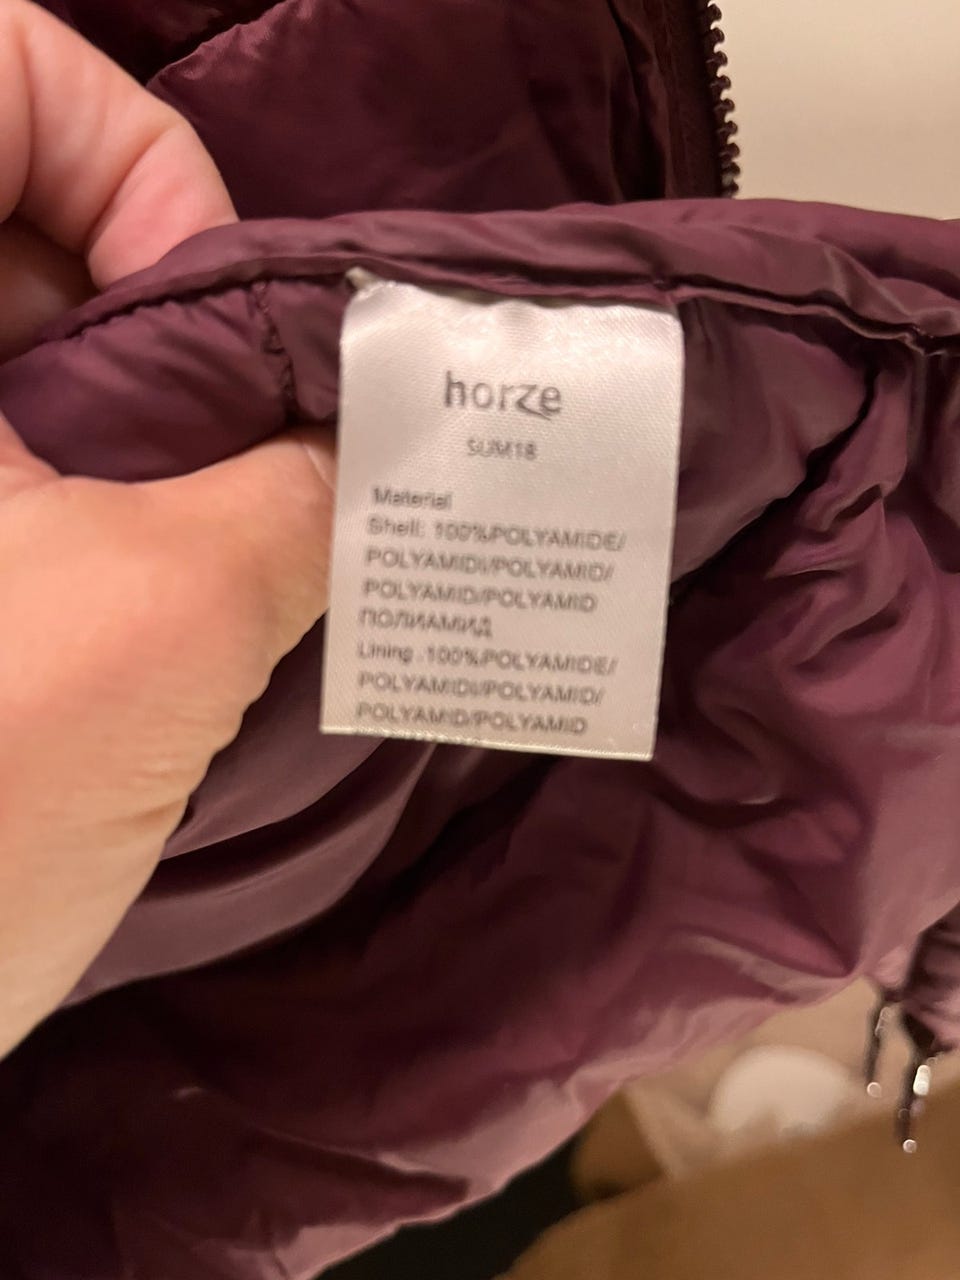 horze
SUM18
Material
Shell: 100%POLYAMIDE/
POLYAMIDI/POLYAMID/
POLYAMID/POLYAMID
ПОЛИАМИД
Lining :100%POLYAMIDE/
POLYAMIDI/POLYAMID/
POLYAMID/POLYAMID